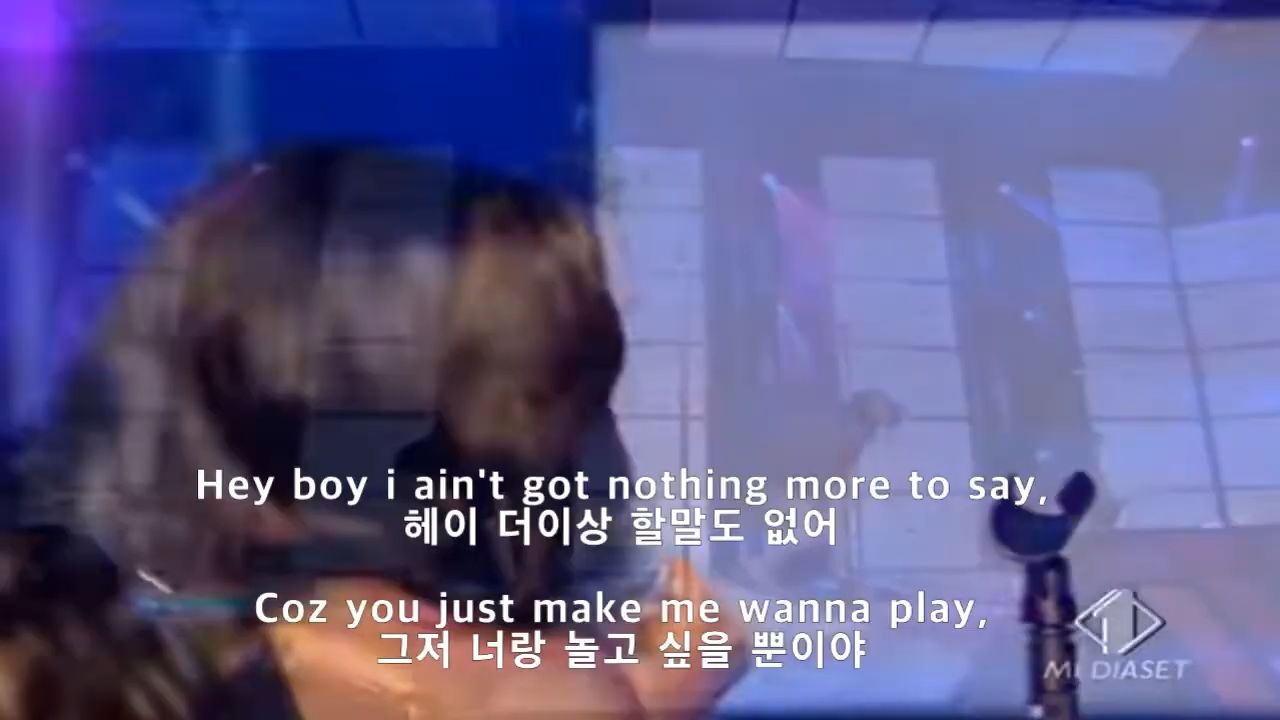 Hey boy i ain't got nothing more to say,
헤이 더이상 할말도 없어
Coz you just make me wanna play,
그저 너랑 놀고 싶을 뿐이야
1
MEDIASET